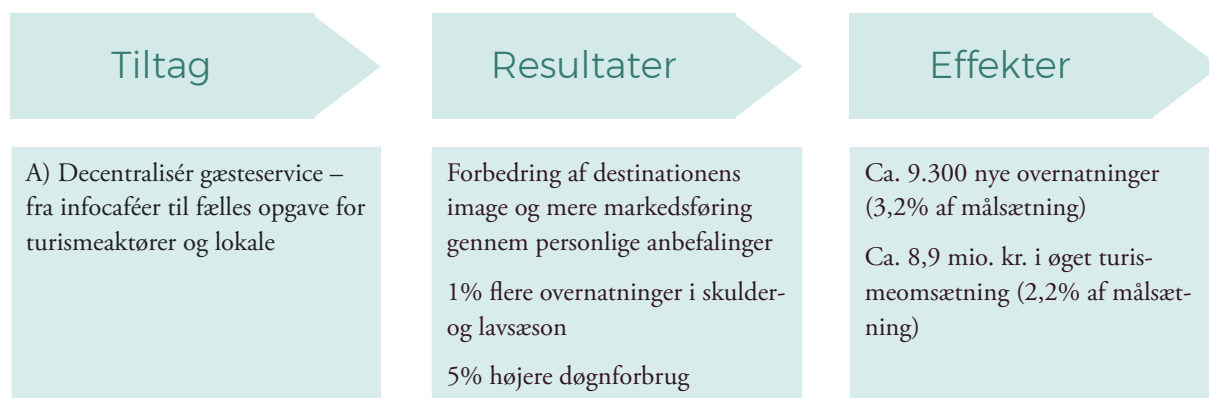 Tiltag
A) Decentralisér gæsteservice –
fra infocaféer til fælles opgave for
turismeaktører og lokale
Resultater
Forbedring af destinationens
image og mere markedsføring
gennem personlige anbefalinger
1% flere overnatninger i skulder-
og lavsæson
5% højere døgnforbrug
Effekter
Ca. 9.300 nye overnatninger
(3,2% af målsætning)
Ca. 8,9 mio. kr. i øget turis-
meomsætning (2,2% af målsæt-
ning)